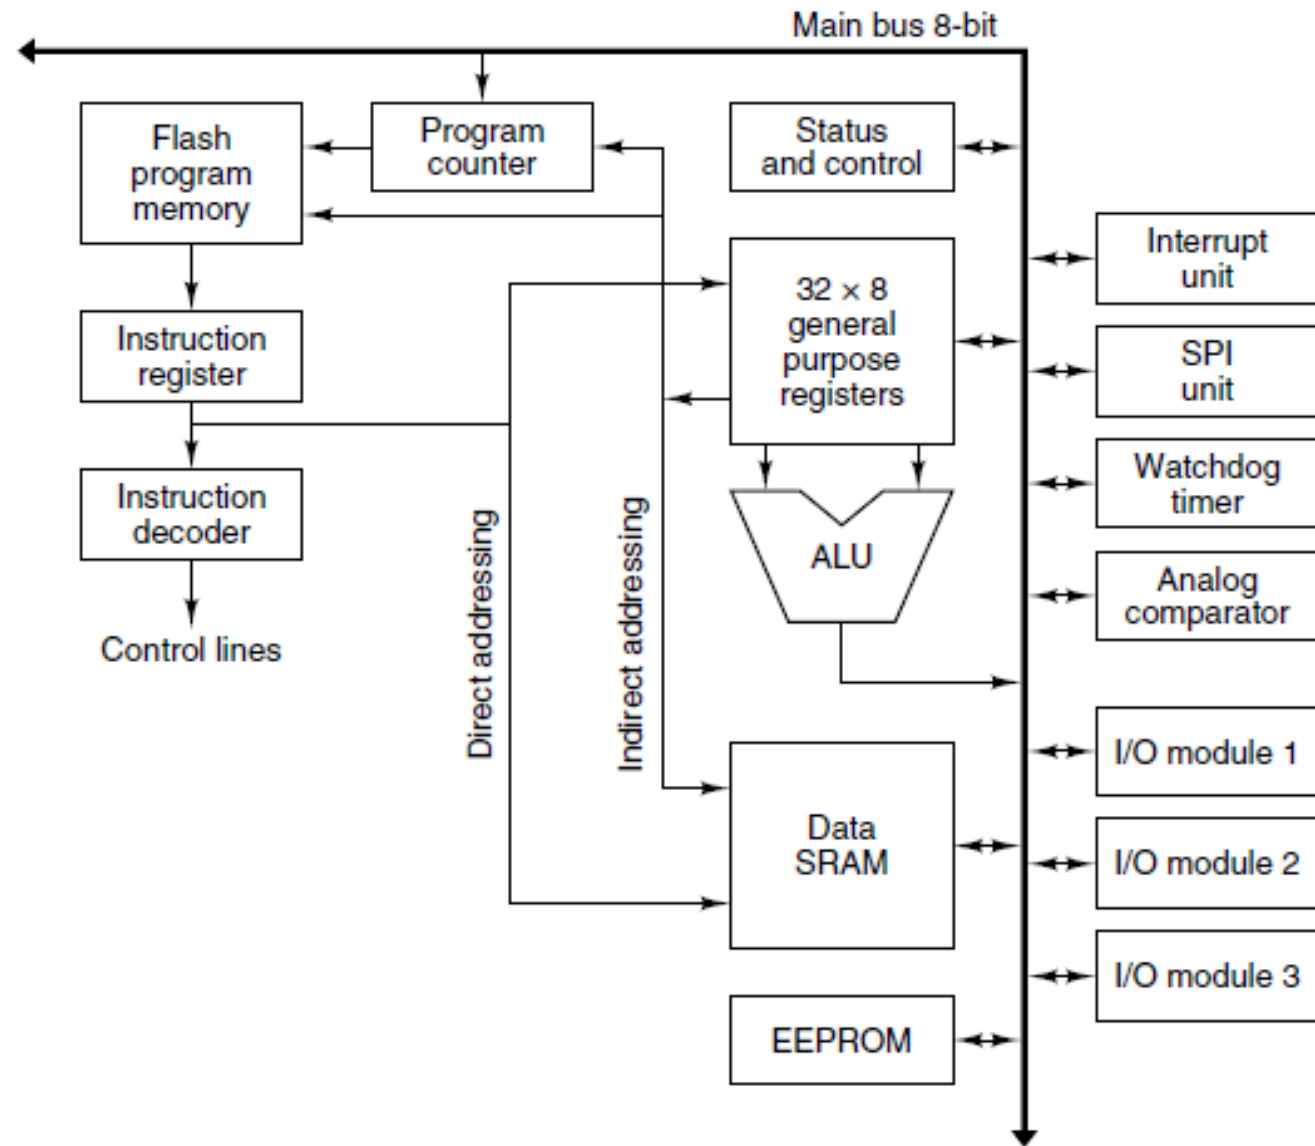 Main bus 8-bit
Flash
program
memory
Program
counter
Status
and control
Interrupt
unit
32 × 8
general
purpose
registers
Instruction
register
SPI
unit
Instruction
decoder
Watchdog
timer
ALU
Analog
comparator
Control lines
Direct addressing
Indirect addressing
I/O module 1
Data
SRAM
I/O module 2
I/O module 3
EEPROM